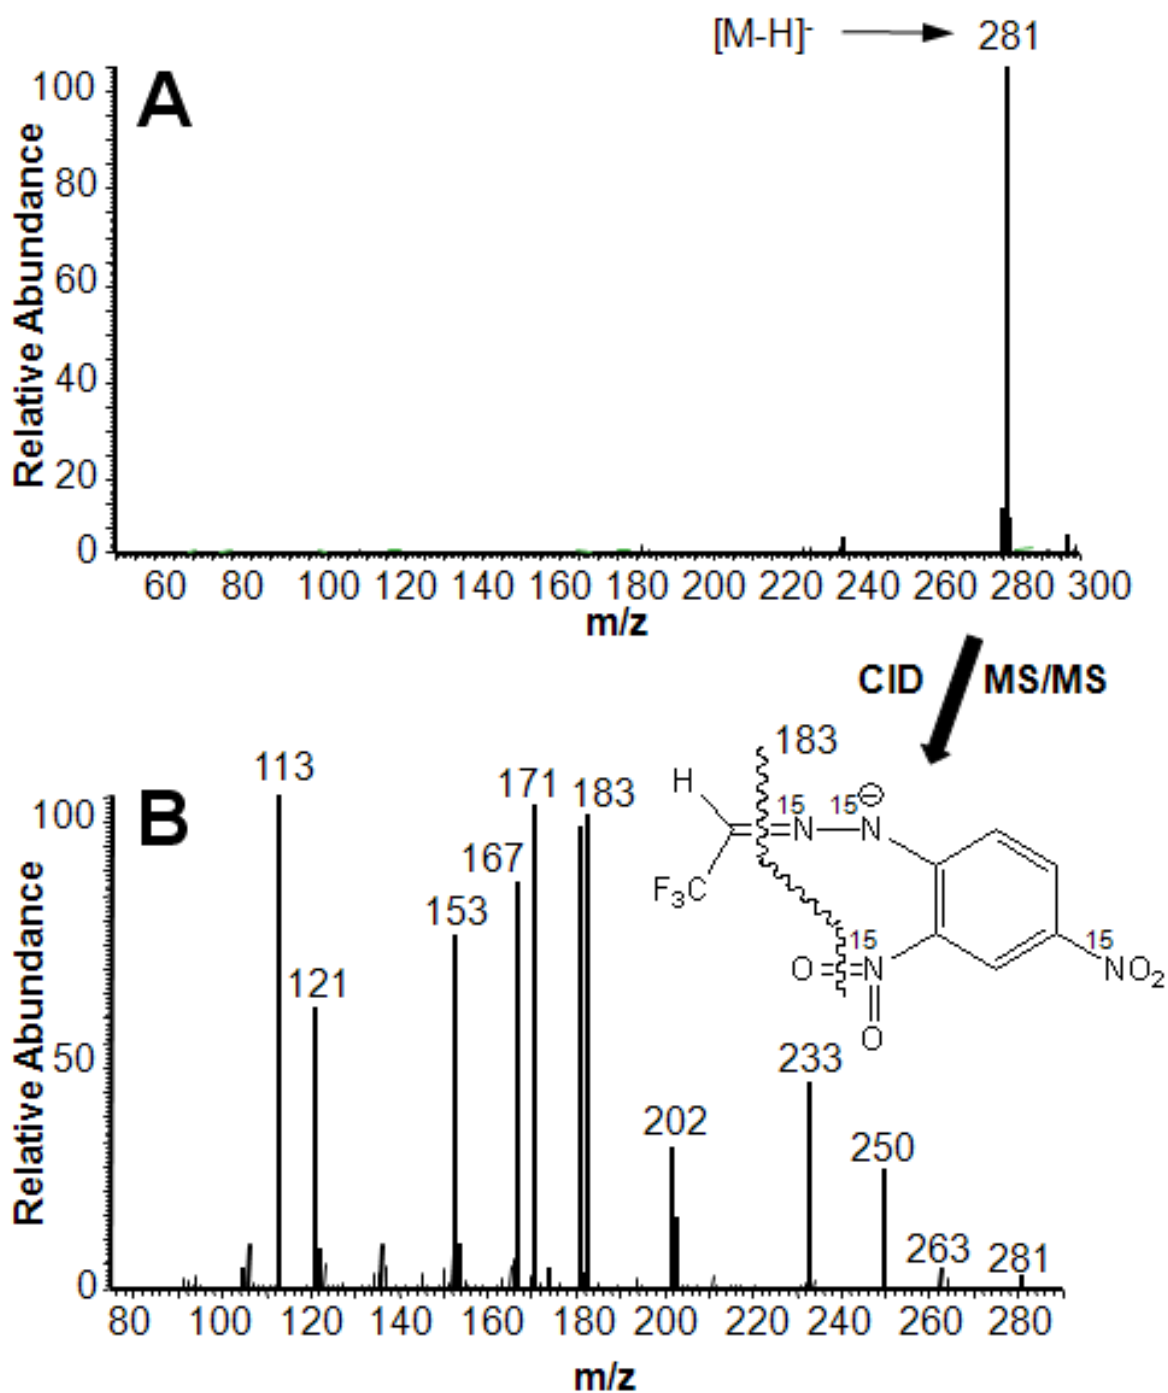 [M-H]- 281
A
Relative Abundance
100
80
60
40
20
0
60 80 100 120 140 160 180 200 220 240 260 280 300
m/z
CID MS/MS
B
Relative Abundance
100
50
0
113
121
153
167
171
183
202
233
250
263
281
183
H
15
N
15
N
F3C
15
O
N
O
15
NO2
80 100 120 140 160 180 200 220 240 260 280
m/z